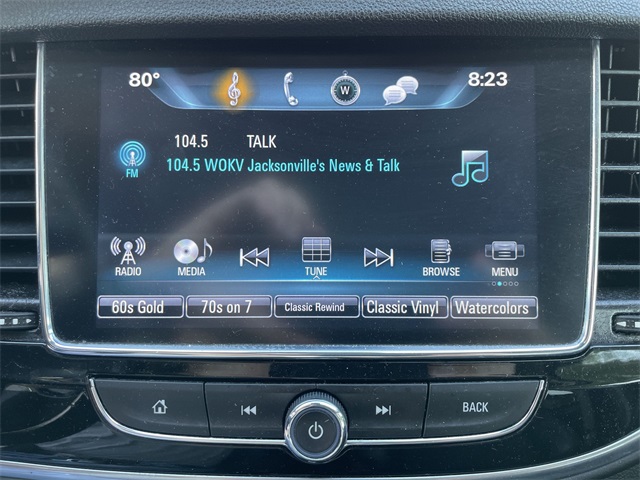 80° W 8:23
104.5 TALK
FM 104.5 WOKV Jacksonville's News & Talk
RADIO MEDIA TUNE BROWSE MENU
60s Gold 70s on 7 Classic Rewind Classic Vinyl Watercolors
BACK